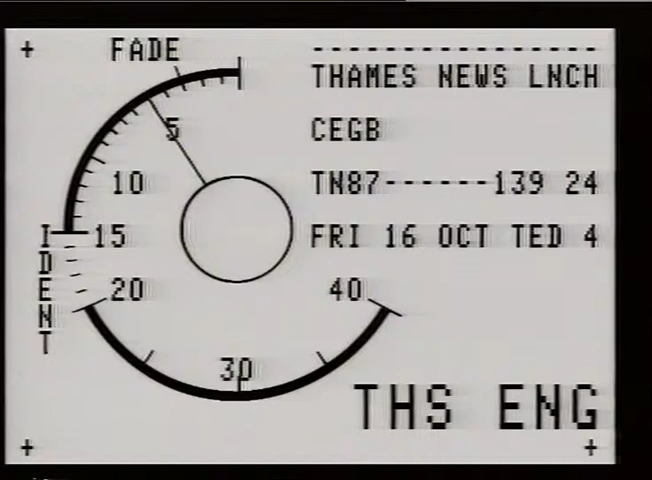 FADE
THAMES NEWS LNCH
5
CEGB
10
TN87------139 24
15
FRI 16 OCT TED 4
IDENT
20
40
30
THS ENG